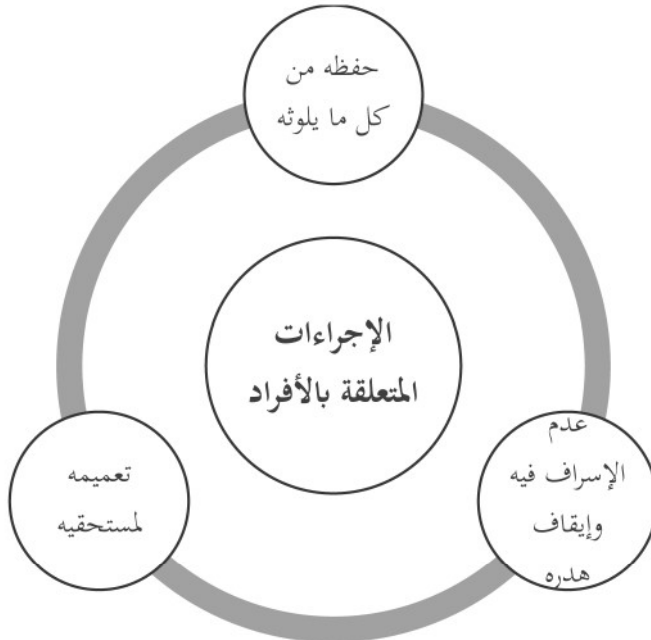 حفظه من
كل ما يلوثه
الإجراءات
المتعلقة بالأفراد
عدم
الإسراف فيه
وإيقاف
هدره
تعميمه
لمستحقيه